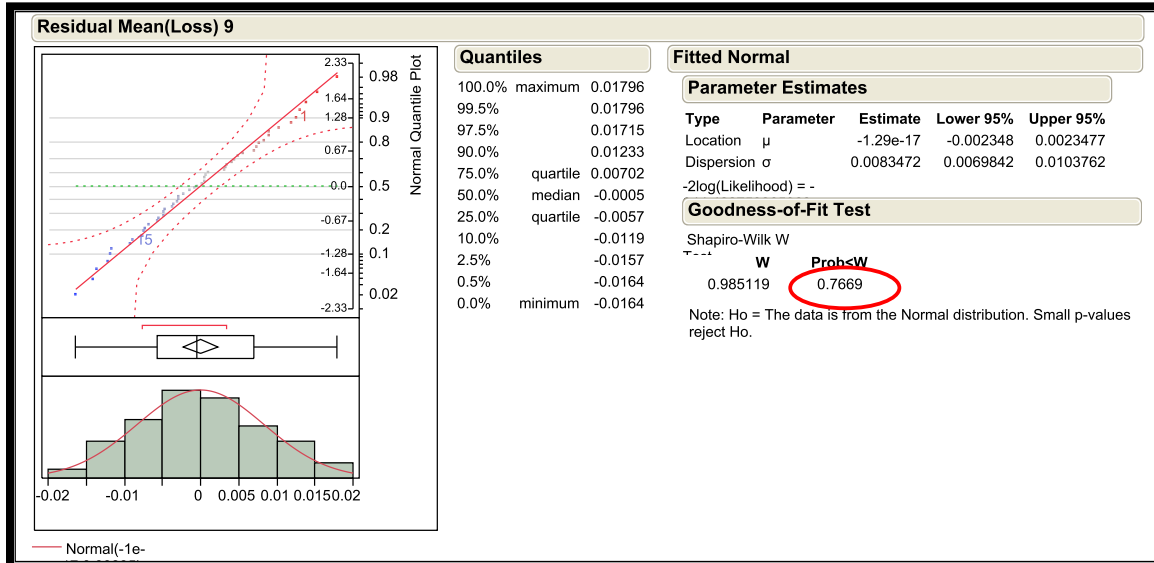 Residual Mean(Loss) 9
2.33
1.64
1.28
0.67
0.0
-0.67
-1.28
-1.64
-2.33
0.98
0.9
0.8
0.5
0.2
0.1
0.02
Normal Quantile Plot
1
15
-0.02 -0.01 0 0.005 0.01 0.015 0.02
Normal(-1e-
Quantiles
100.0% maximum 0.01796
99.5% 0.01796
97.5% 0.01715
90.0% 0.01233
75.0% quartile 0.00702
50.0% median -0.0005
25.0% quartile -0.0057
10.0% -0.0119
2.5% -0.0157
0.5% -0.0164
0.0% minimum -0.0164
Fitted Normal
Parameter Estimates
Type Parameter Estimate Lower 95% Upper 95%
Location μ -1.29e-17 -0.002348 0.0023477
Dispersion σ 0.0083472 0.0069842 0.0103762
-2log(Likelihood) = -
Goodness-of-Fit Test
Shapiro-Wilk W
W Prob<W
0.985119 0.7669
Note: Ho = The data is from the Normal distribution. Small p-values
reject Ho.